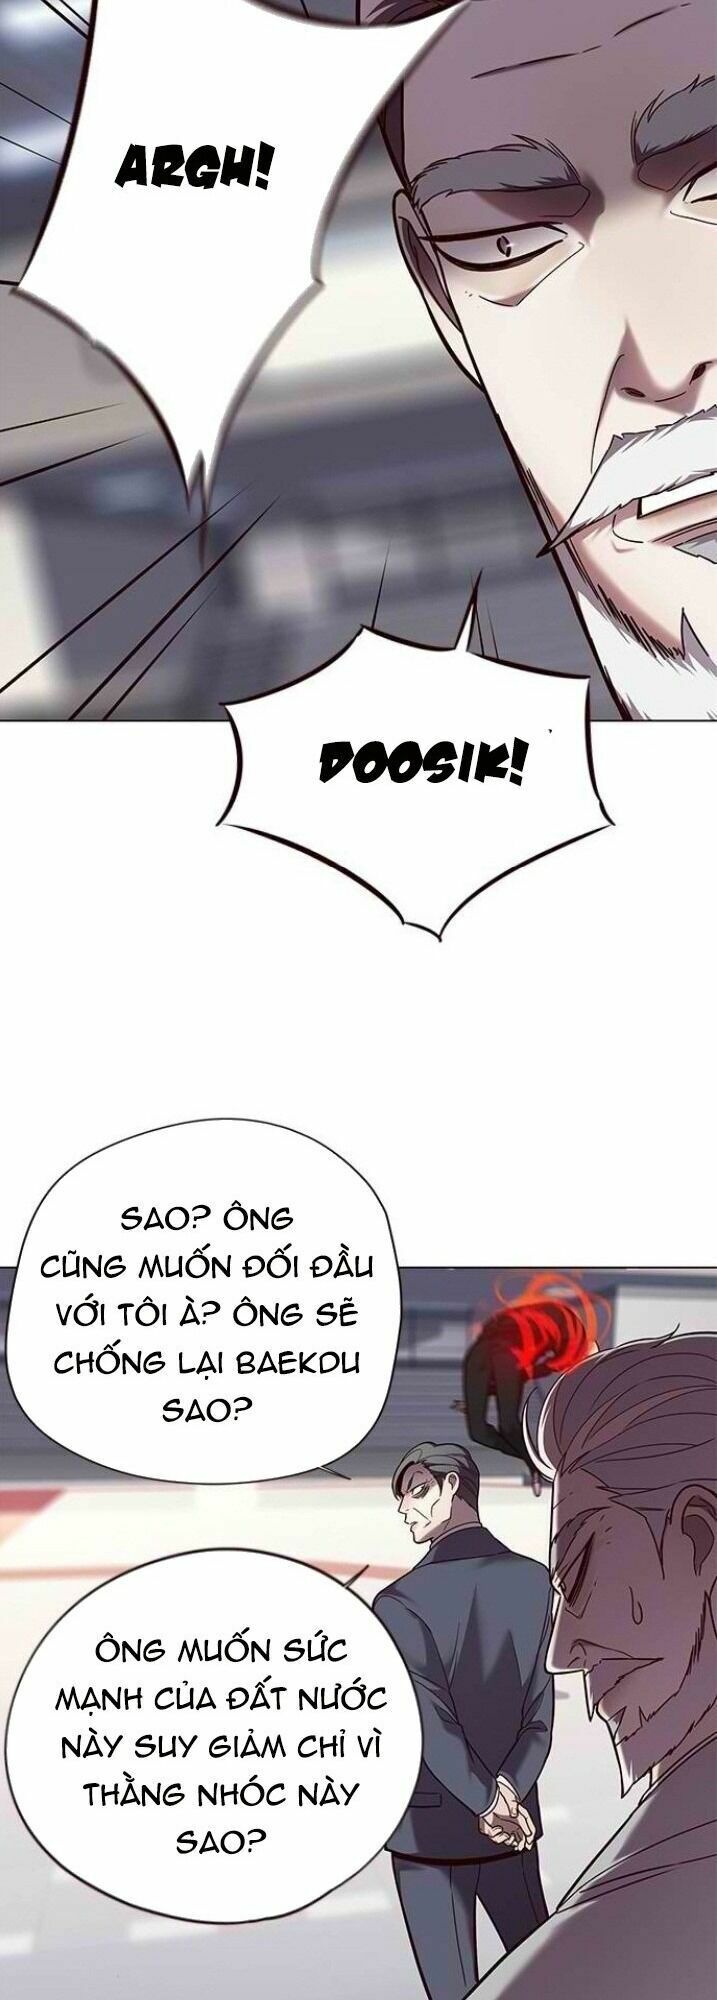 ARGH!
DOOSIK!
SAO? ÔNG
CŨNG MUỐN ĐỐI ĐẦU
VỚI TÔI À? ÔNG SẼ
CHỐNG LẠI BAEKDU
SAO?
ÔNG MUỐN SỨC
MẠNH CỦA ĐẤT NƯỚC
NÀY SUY GIẢM CHỈ VÌ
THẰNG NHÓC NÀY
SAO?